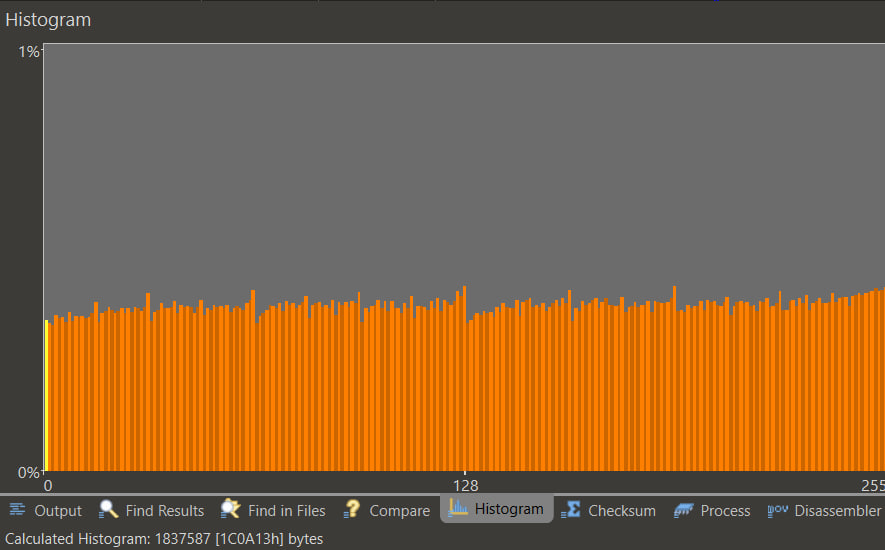 Histogram
1%
0%
0 128 255
Output Find Results Find in Files Compare Histogram Checksum Process Disassembler
Calculated Histogram: 1837587 [1C0A13h] bytes